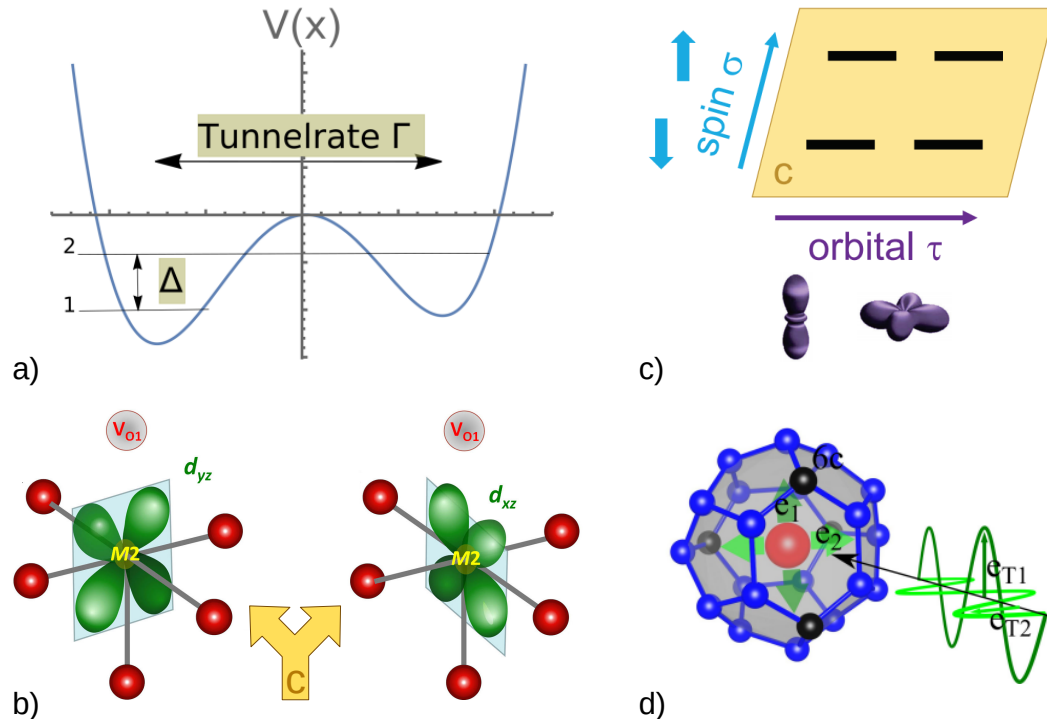 V(x)
Tunnelrate Γ
2
Δ
1
a)
spin σ
c
orbital τ
c)
V_O1
d_yz
M2
V_O1
d_xz
M2
C
b)
6c
e_1
e_2
e_T1
e_T2
d)